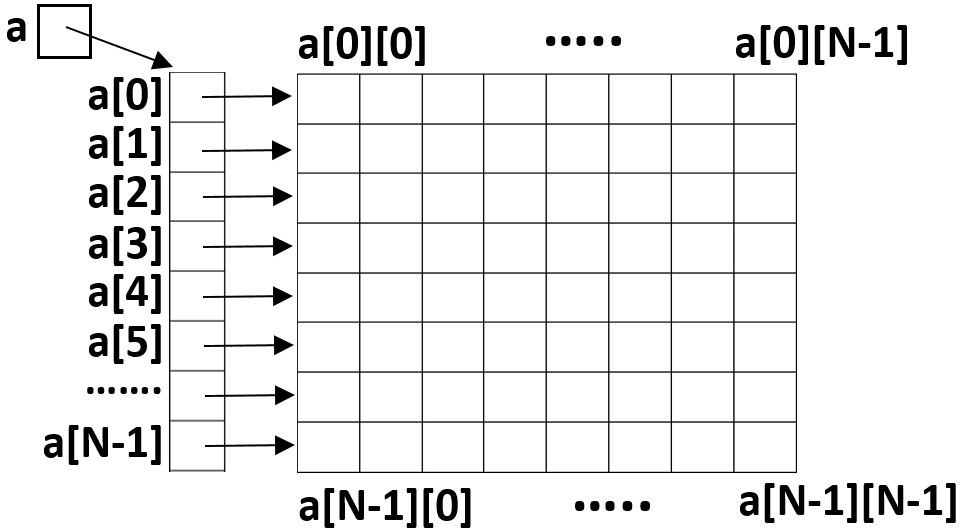 a
a[0][0] ..... a[0][N-1]
a[0]
a[1]
a[2]
a[3]
a[4]
a[5]
.......
a[N-1]
a[N-1][0] ..... a[N-1][N-1]